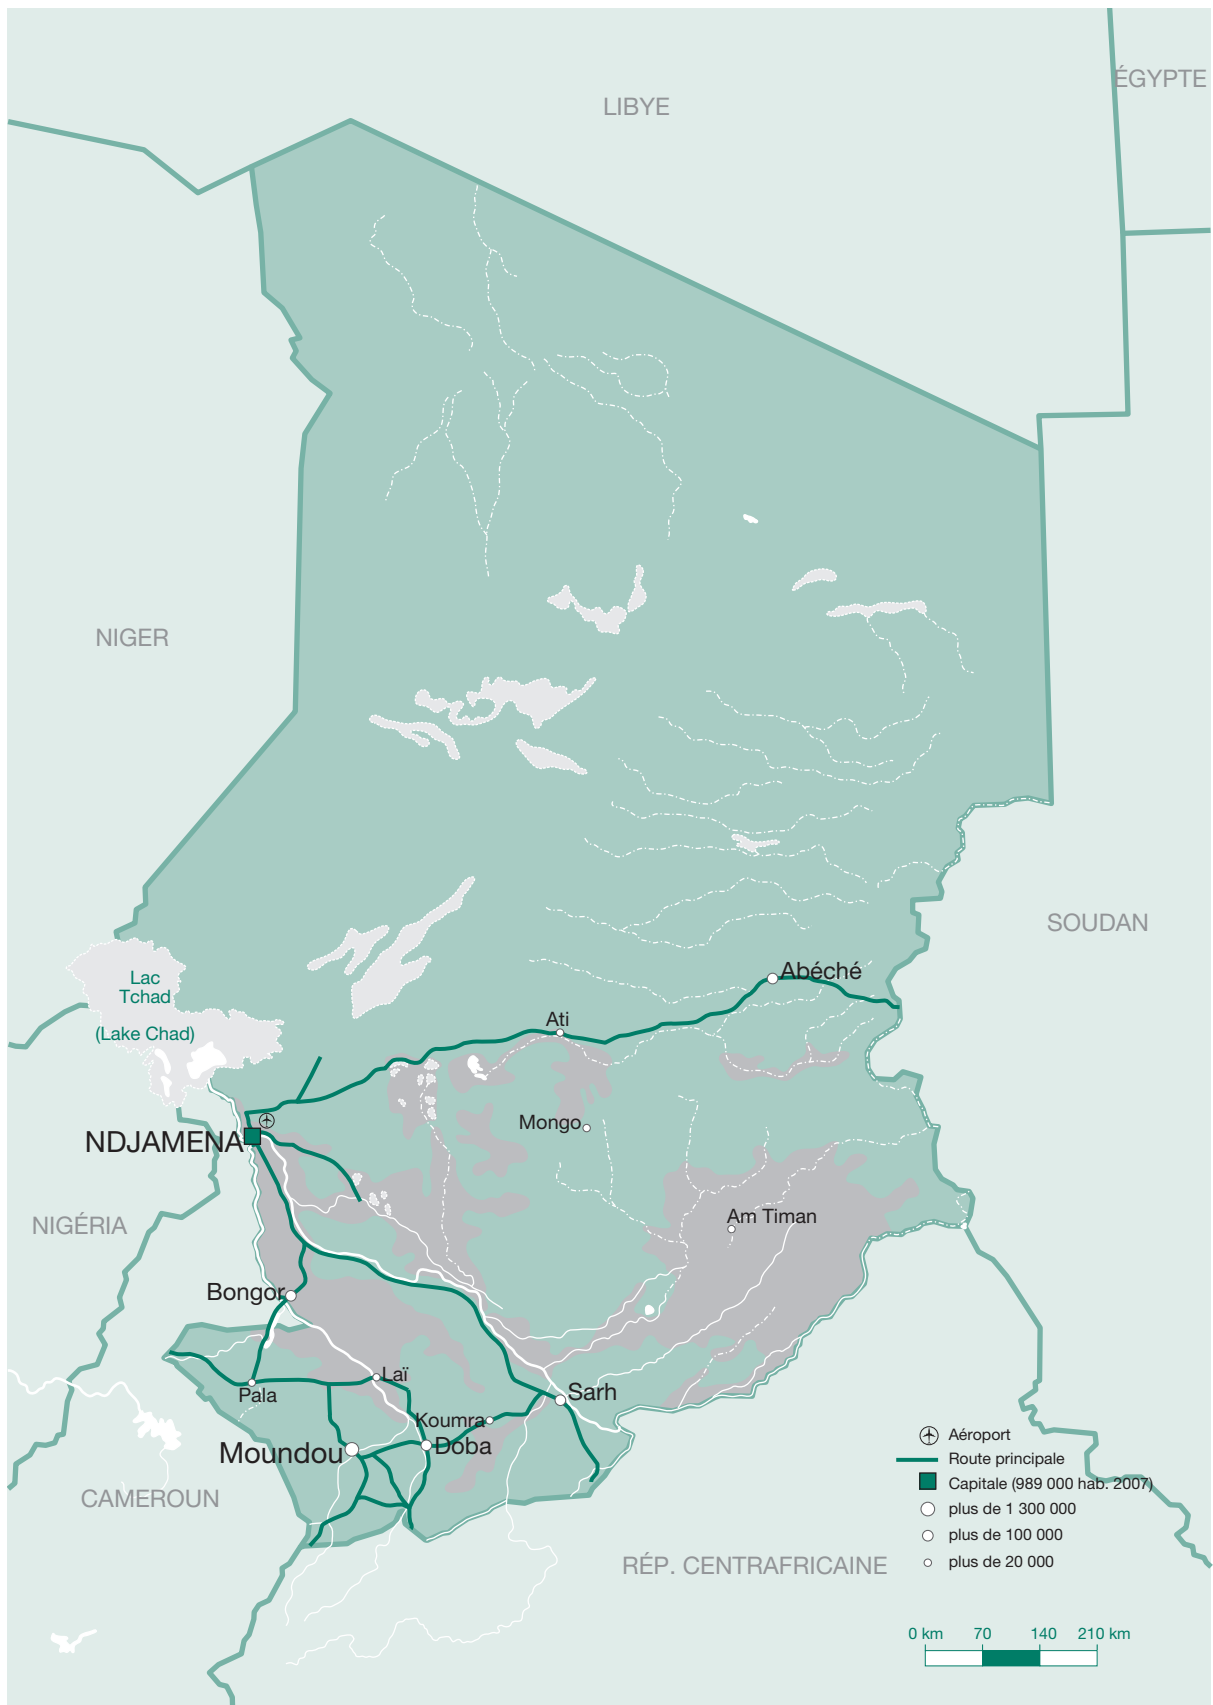 ÉGYPTE
LIBYE
NIGER
SOUDAN
Lac
Tchad
(Lake Chad)
Abéché
Ati
Mongo
NDJAMENA
Am Timan
NIGÉRIA
Bongor
Laï
Pala
Sarh
Koumra
Doba
Moundou
CAMEROUN
RÉP. CENTRAFRICAINE
Aéroport
Route principale
Capitale (989 000 hab. 2007)
plus de 1 300 000
plus de 100 000
plus de 20 000
0 km 70 140 210 km